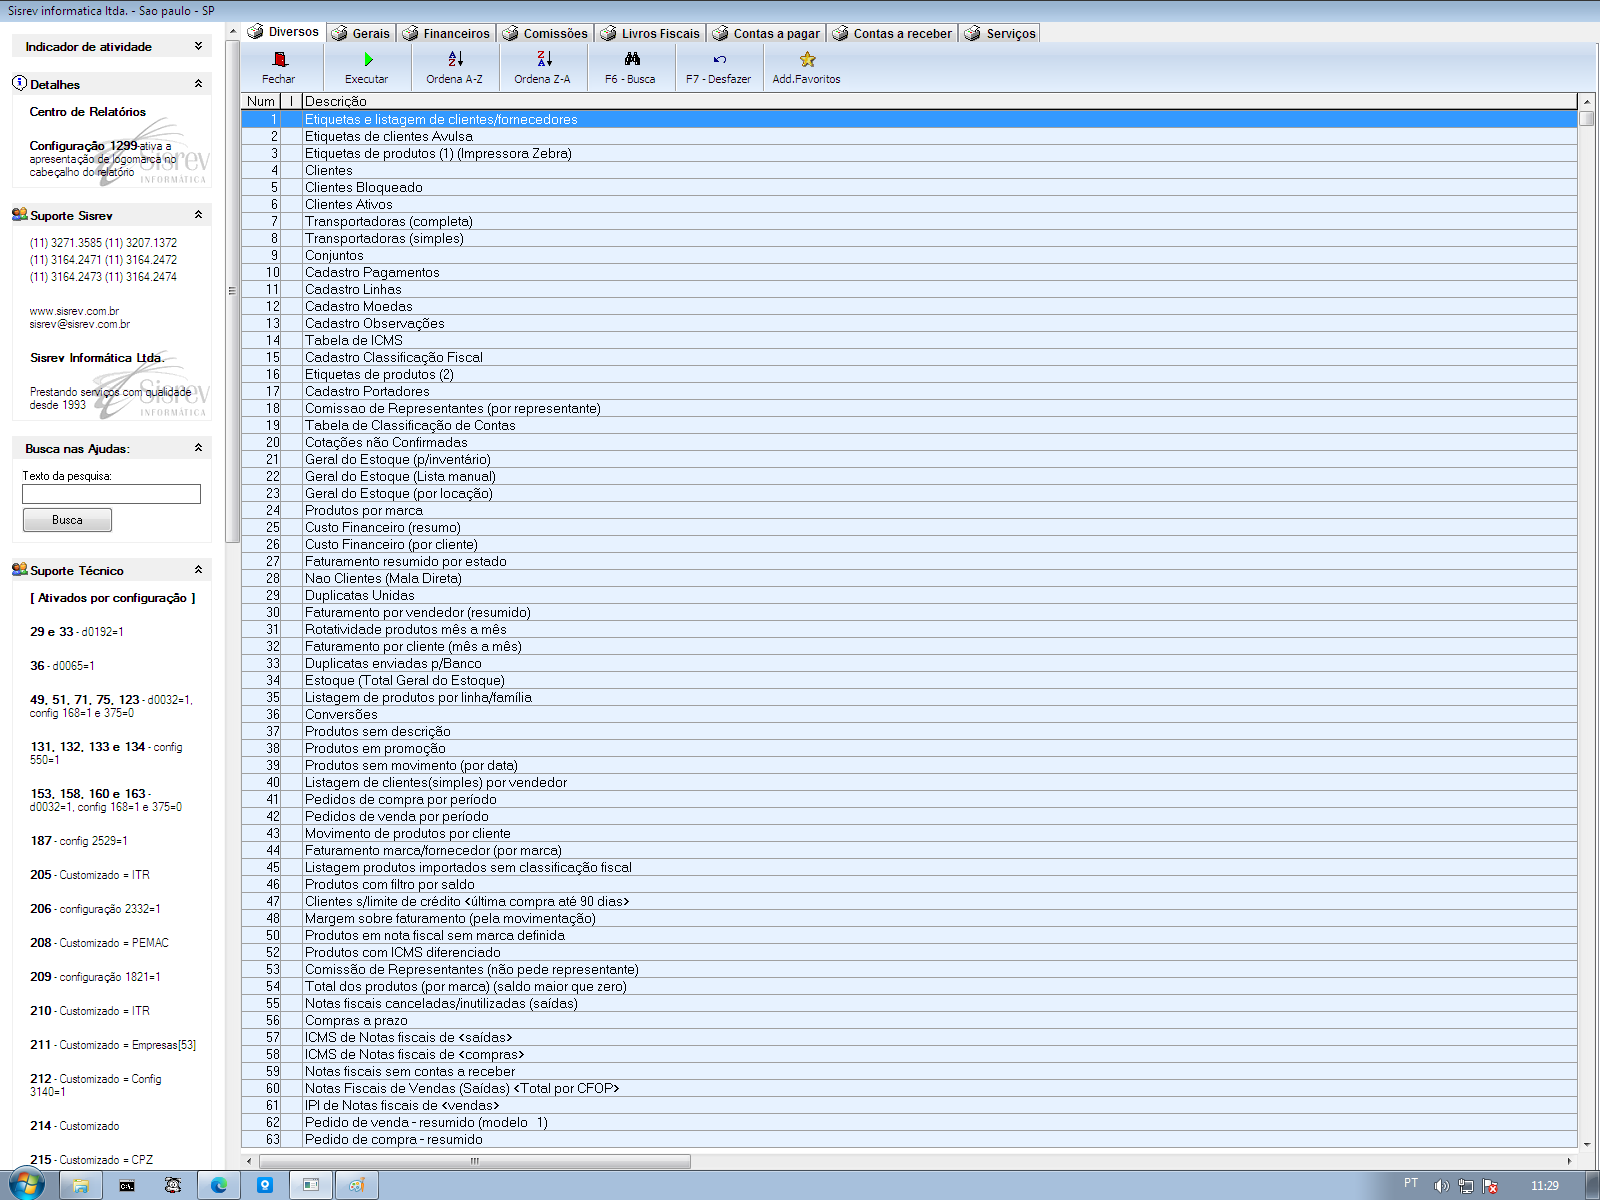 Sisrev informatica ltda. - Sao paulo - SP
Indicador de atividade
Detalhes
Centro de Relatórios
Configuração 1299-ativa a
apresentação de logomarca no
cabeçalho do relatório
Sisrev
INFORMÁTICA
Suporte Sisrev
(11) 3271.3585 (11) 3207.1372
(11) 3164.2471 (11) 3164.2472
(11) 3164.2473 (11) 3164.2474
www.sisrev.com.br
sisrev@sisrev.com.br
Sisrev Informática Ltda.
Prestando serviços com qualidade
desde 1993
Sisrev
INFORMÁTICA
Busca nas Ajudas:
Texto da pesquisa:
Busca
Suporte Técnico
[ Ativados por configuração ]
29 e 33 - d0192=1
36 - d0065=1
49, 51, 71, 75, 123 - d0032=1,
config 168=1 e 375=0
131, 132, 133 e 134 - config
550=1
153, 158, 160 e 163 -
d0032=1, config 168=1 e 375=0
187 - config 2529=1
205 - Customizado = ITR
206 - configuração 2332=1
208 - Customizado = PEMAC
209 - configuração 1821=1
210 - Customizado = ITR
211 - Customizado = Empresas[53]
212 - Customizado = Config
3140=1
214 - Customizado
215 - Customizado = CPZ
Diversos
Gerais
Financeiros
Comissões
Livros Fiscais
Contas a pagar
Contas a receber
Serviços
Fechar
Executar
Ordena A-Z
Ordena Z-A
F6 - Busca
F7 - Desfazer
Add.Favoritos
Num I Descrição
1 Etiquetas e listagem de clientes/fornecedores
2 Etiquetas de clientes Avulsa
3 Etiquetas de produtos (1) (Impressora Zebra)
4 Clientes
5 Clientes Bloqueado
6 Clientes Ativos
7 Transportadoras (completa)
8 Transportadoras (simples)
9 Conjuntos
10 Cadastro Pagamentos
11 Cadastro Linhas
12 Cadastro Moedas
13 Cadastro Observações
14 Tabela de ICMS
15 Cadastro Classificação Fiscal
16 Etiquetas de produtos (2)
17 Cadastro Portadores
18 Comissao de Representantes (por representante)
19 Tabela de Classificação de Contas
20 Cotações não Confirmadas
21 Geral do Estoque (p/inventário)
22 Geral do Estoque (Lista manual)
23 Geral do Estoque (por locação)
24 Produtos por marca
25 Custo Financeiro (resumo)
26 Custo Financeiro (por cliente)
27 Faturamento resumido por estado
28 Nao Clientes (Mala Direta)
29 Duplicatas Unidas
30 Faturamento por vendedor (resumido)
31 Rotatividade produtos mês a mês
32 Faturamento por cliente (mês a mês)
33 Duplicatas enviadas p/Banco
34 Estoque (Total Geral do Estoque)
35 Listagem de produtos por linha/família
36 Conversões
37 Produtos sem descrição
38 Produtos em promoção
39 Produtos sem movimento (por data)
40 Listagem de clientes(simples) por vendedor
41 Pedidos de compra por período
42 Pedidos de venda por período
43 Movimento de produtos por cliente
44 Faturamento marca/fornecedor (por marca)
45 Listagem produtos importados sem classificação fiscal
46 Produtos com filtro por saldo
47 Clientes s/limite de crédito <última compra até 90 dias>
48 Margem sobre faturamento (pela movimentação)
50 Produtos em nota fiscal sem marca definida
52 Produtos com ICMS diferenciado
53 Comissão de Representantes (não pede representante)
54 Total dos produtos (por marca) (saldo maior que zero)
55 Notas fiscais canceladas/inutilizadas (saídas)
56 Compras a prazo
57 ICMS de Notas fiscais de <saídas>
58 ICMS de Notas fiscais de <compras>
59 Notas fiscais sem contas a receber
60 Notas Fiscais de Vendas (Saídas) <Total por CFOP>
61 IPI de Notas fiscais de <vendas>
62 Pedido de venda - resumido (modelo 1)
63 Pedido de compra - resumido
PT
11:29